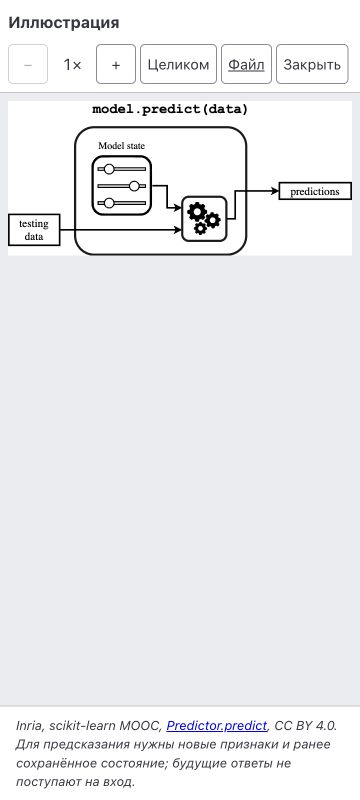 Иллюстрация
− 1× + Целиком Файл Закрыть
model.predict(data)
Model state
predictions
testing
data
Inria, scikit-learn MOOC, Predictor.predict, CC BY 4.0.
Для предсказания нужны новые признаки и ранее
сохранённое состояние; будущие ответы не
поступают на вход.